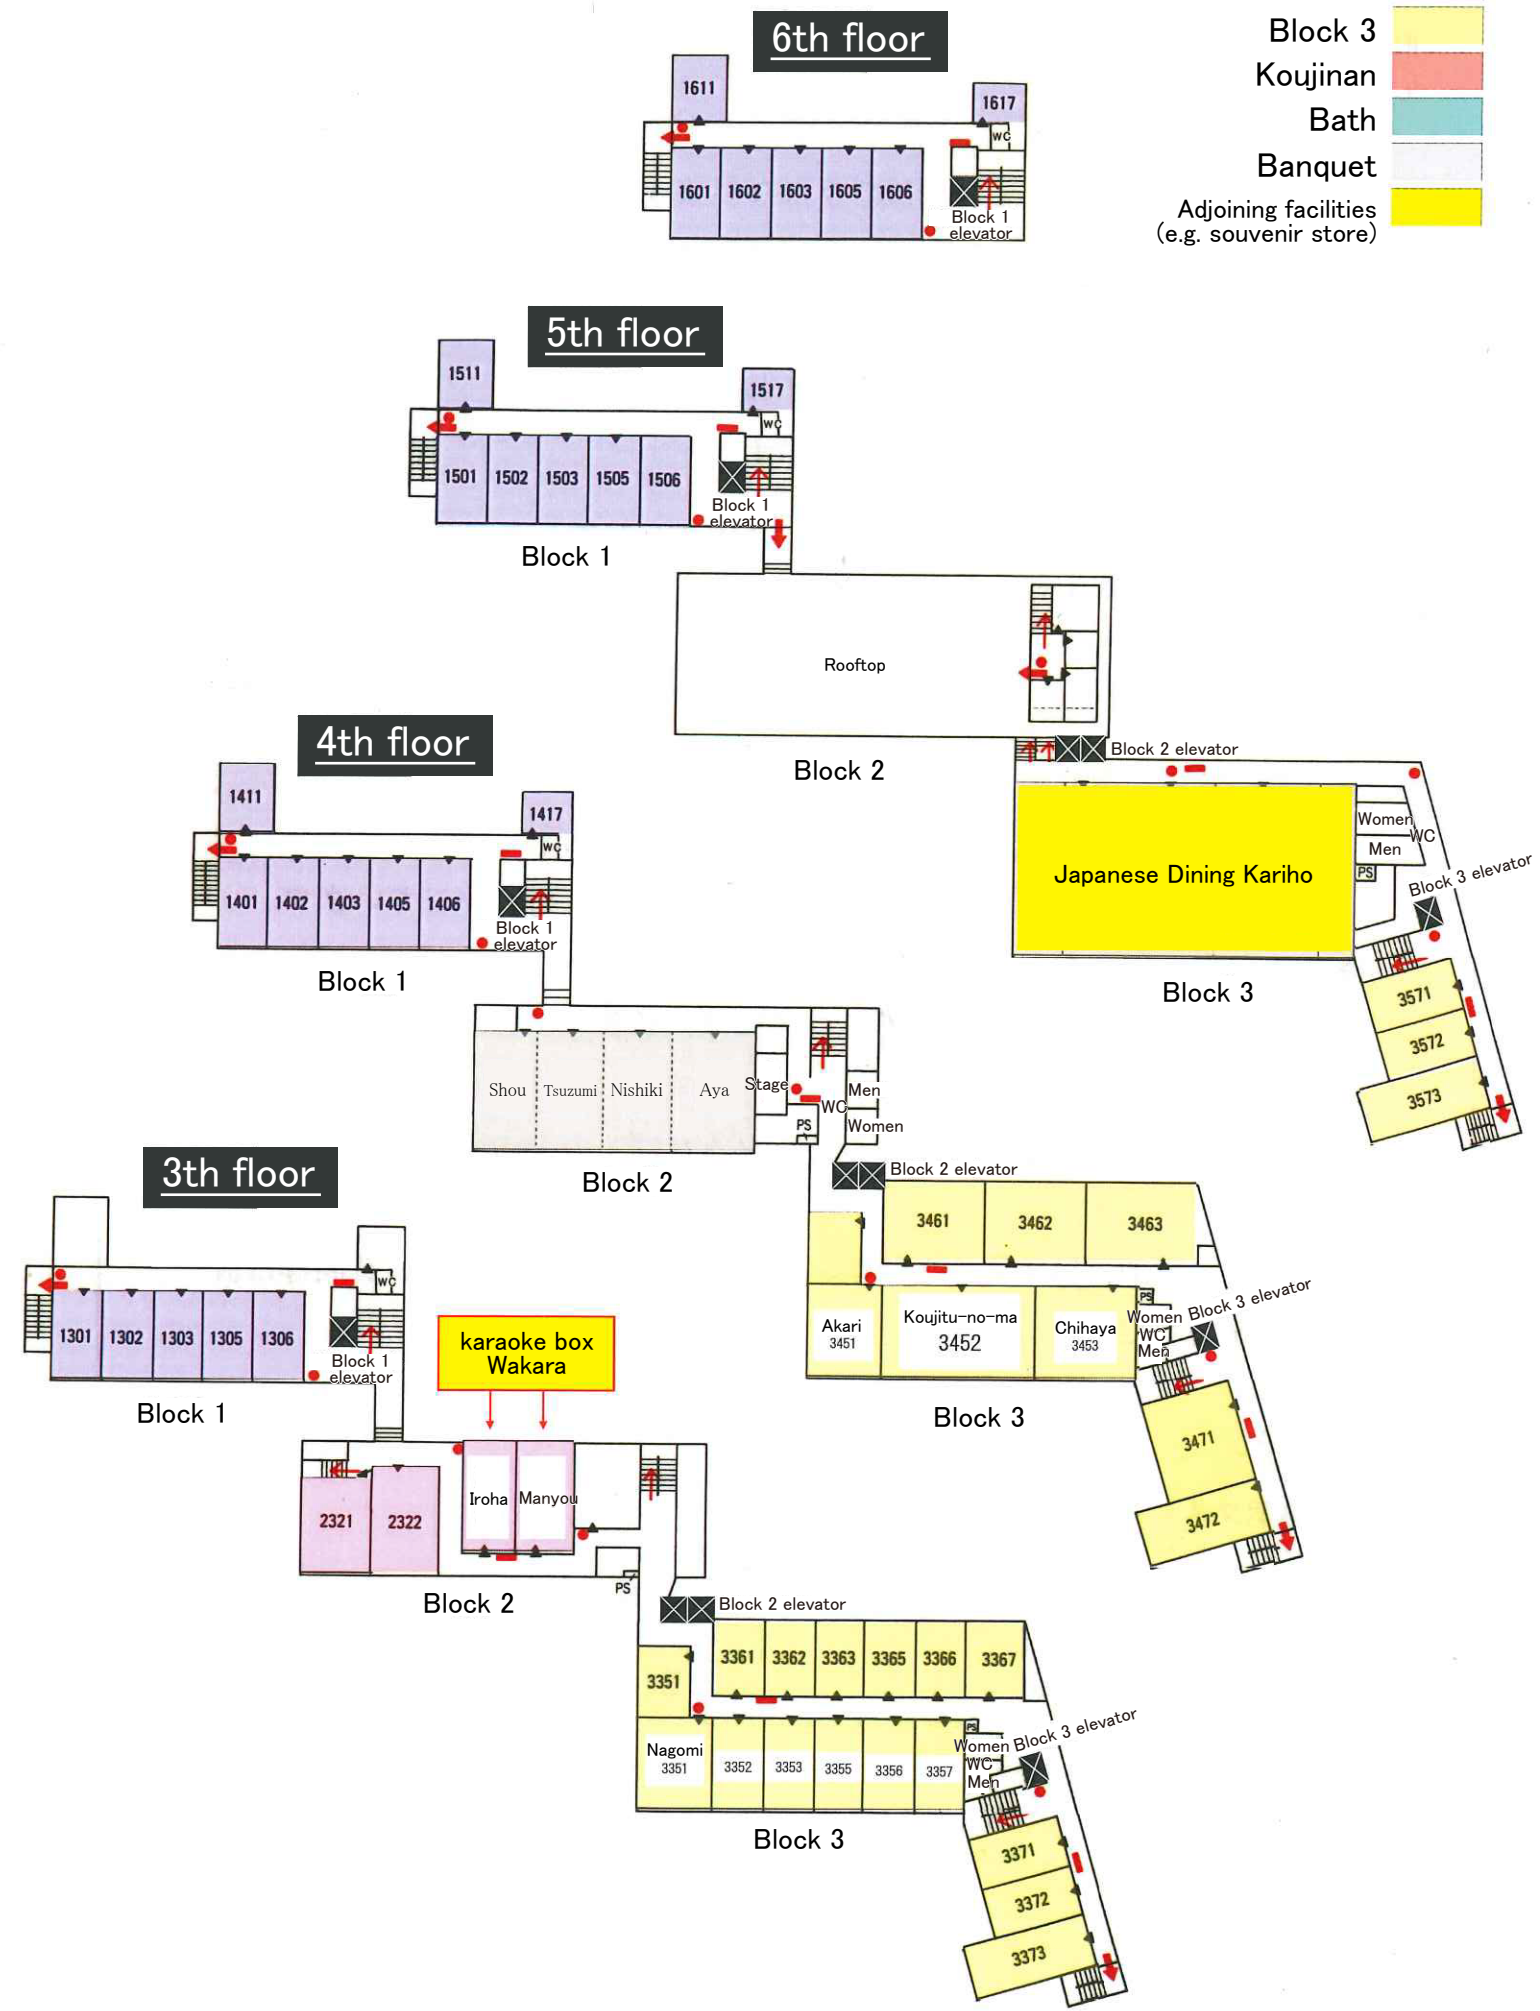 6th floor
Block 3
Koujinan
Bath
Banquet
Adjoining facilities
(e.g. souvenir store)
1611
1617
WC
1601 1602 1603 1605 1606
Block 1
elevator
5th floor
1511
1517
WC
1501 1502 1503 1505 1506
Block 1
elevator
Block 1
Rooftop
Block 2
Block 2 elevator
Japanese Dining Kariho
Women
WC
Men
PS
Block 3 elevator
Block 3
3571
3572
3573
4th floor
1411
1417
WC
1401 1402 1403 1405 1406
Block 1
elevator
Block 1
Shou Tsuzumi Nishiki Aya
Stage
Men
WC
Women
PS
Block 2
Block 2 elevator
3461 3462 3463
Akari
3451
Koujitu-no-ma
3452
Chihaya
3453
PS
Women
WC
Men
Block 3 elevator
Block 3
3471
3472
3th floor
WC
1301 1302 1303 1305 1306
Block 1
elevator
Block 1
karaoke box
Wakara
2321 2322 Iroha Manyou
PS
Block 2
Block 2 elevator
3361 3362 3363 3365 3366 3367
3351
Nagomi
3351
3352 3353 3355 3356 3357
PS
Women
WC
Men
Block 3 elevator
Block 3
3371
3372
3373